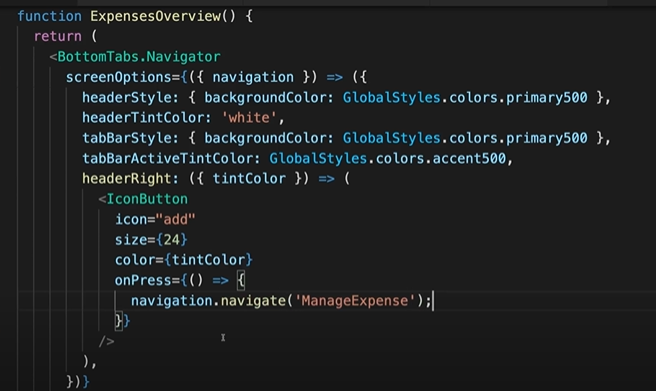 function ExpensesOverview() {
  return (
    <BottomTabs.Navigator
      screenOptions={({ navigation }) => ({
        headerStyle: { backgroundColor: GlobalStyles.colors.primary500 },
        headerTintColor: 'white',
        tabBarStyle: { backgroundColor: GlobalStyles.colors.primary500 },
        tabBarActiveTintColor: GlobalStyles.colors.accent500,
        headerRight: ({ tintColor }) => (
          <IconButton
            icon="add"
            size={24}
            color={tintColor}
            onPress={() => {
              navigation.navigate('ManageExpense');
            }}
          />
        ),
      })}